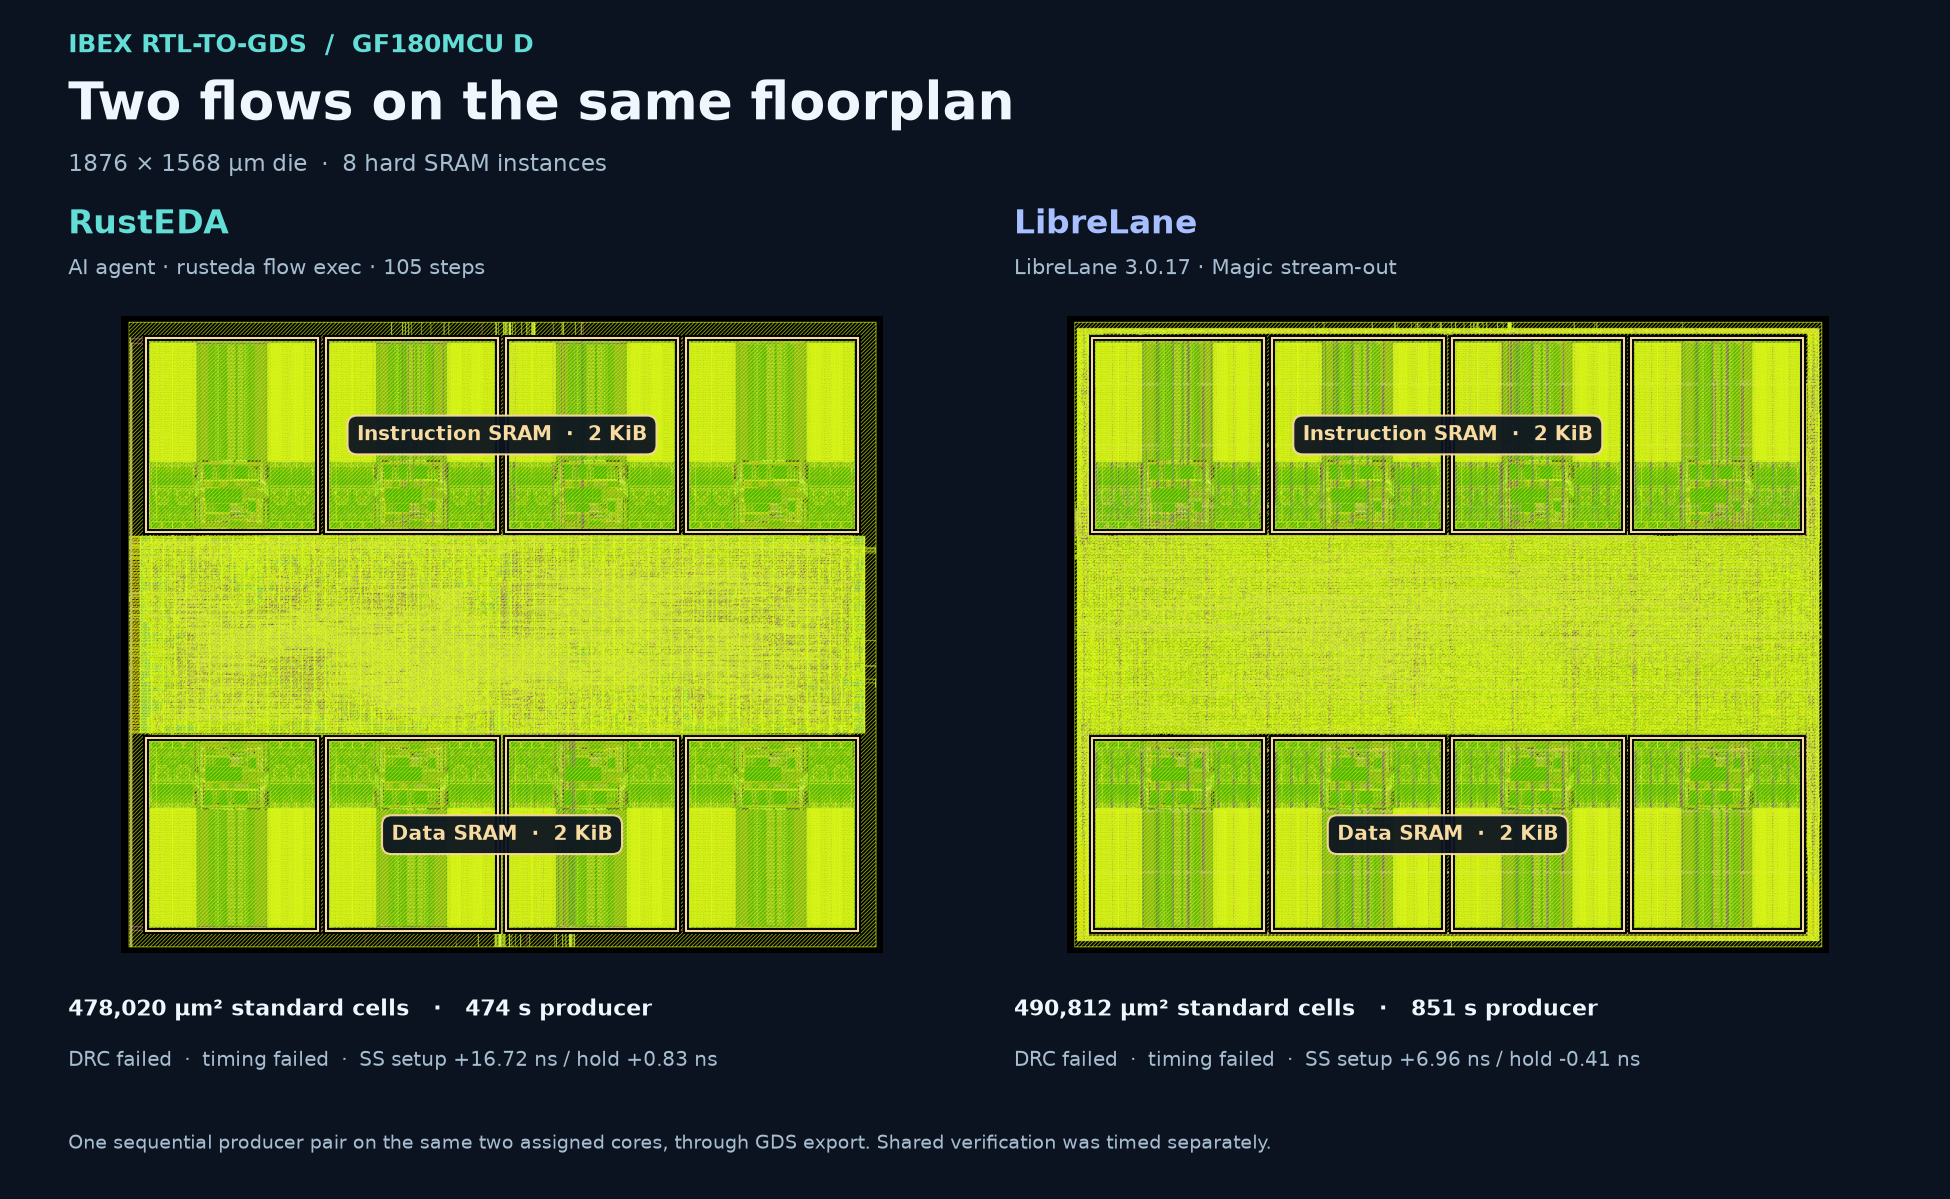 IBEX RTL-TO-GDS / GF180MCU D
Two flows on the same floorplan
1876 × 1568 µm die · 8 hard SRAM instances
RustEDA
AI agent · rusteda flow exec · 105 steps
Instruction SRAM · 2 KiB
Data SRAM · 2 KiB
478,020 µm² standard cells · 474 s producer
DRC failed · timing failed · SS setup +16.72 ns / hold +0.83 ns
LibreLane
LibreLane 3.0.17 · Magic stream-out
Instruction SRAM · 2 KiB
Data SRAM · 2 KiB
490,812 µm² standard cells · 851 s producer
DRC failed · timing failed · SS setup +6.96 ns / hold -0.41 ns
One sequential producer pair on the same two assigned cores, through GDS export. Shared verification was timed separately.